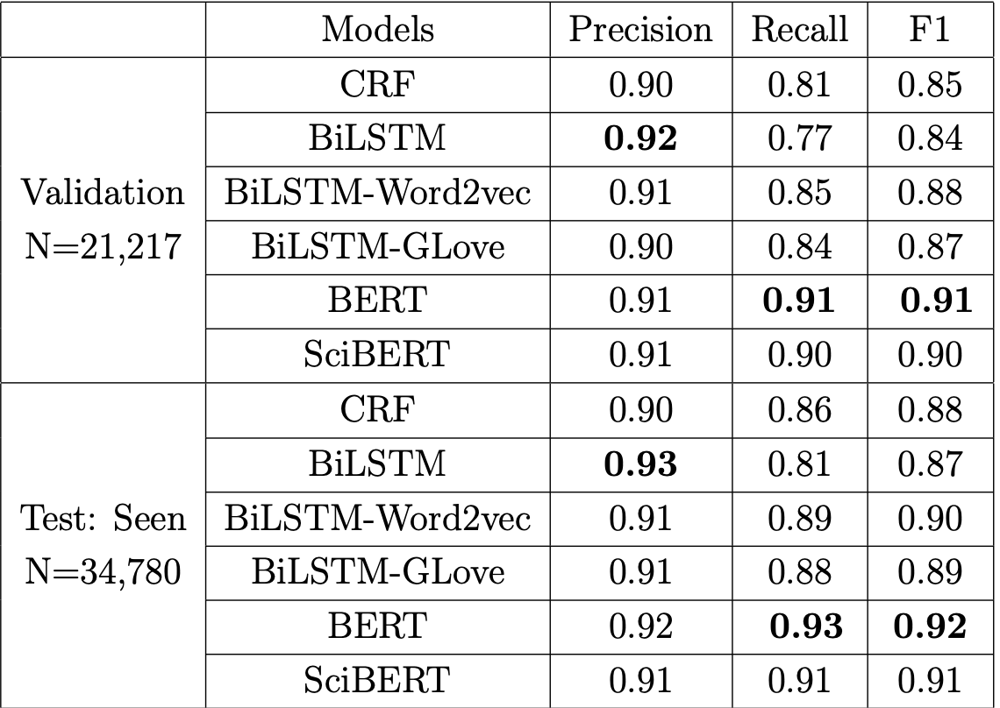 Models Precision Recall F1
CRF 0.90 0.81 0.85
BiLSTM 0.92 0.77 0.84
Validation BiLSTM-Word2vec 0.91 0.85 0.88
N=21,217 BiLSTM-GLove 0.90 0.84 0.87
BERT 0.91 0.91 0.91
SciBERT 0.91 0.90 0.90
CRF 0.90 0.86 0.88
BiLSTM 0.93 0.81 0.87
Test: Seen BiLSTM-Word2vec 0.91 0.89 0.90
N=34,780 BiLSTM-GLove 0.91 0.88 0.89
BERT 0.92 0.93 0.92
SciBERT 0.91 0.91 0.91